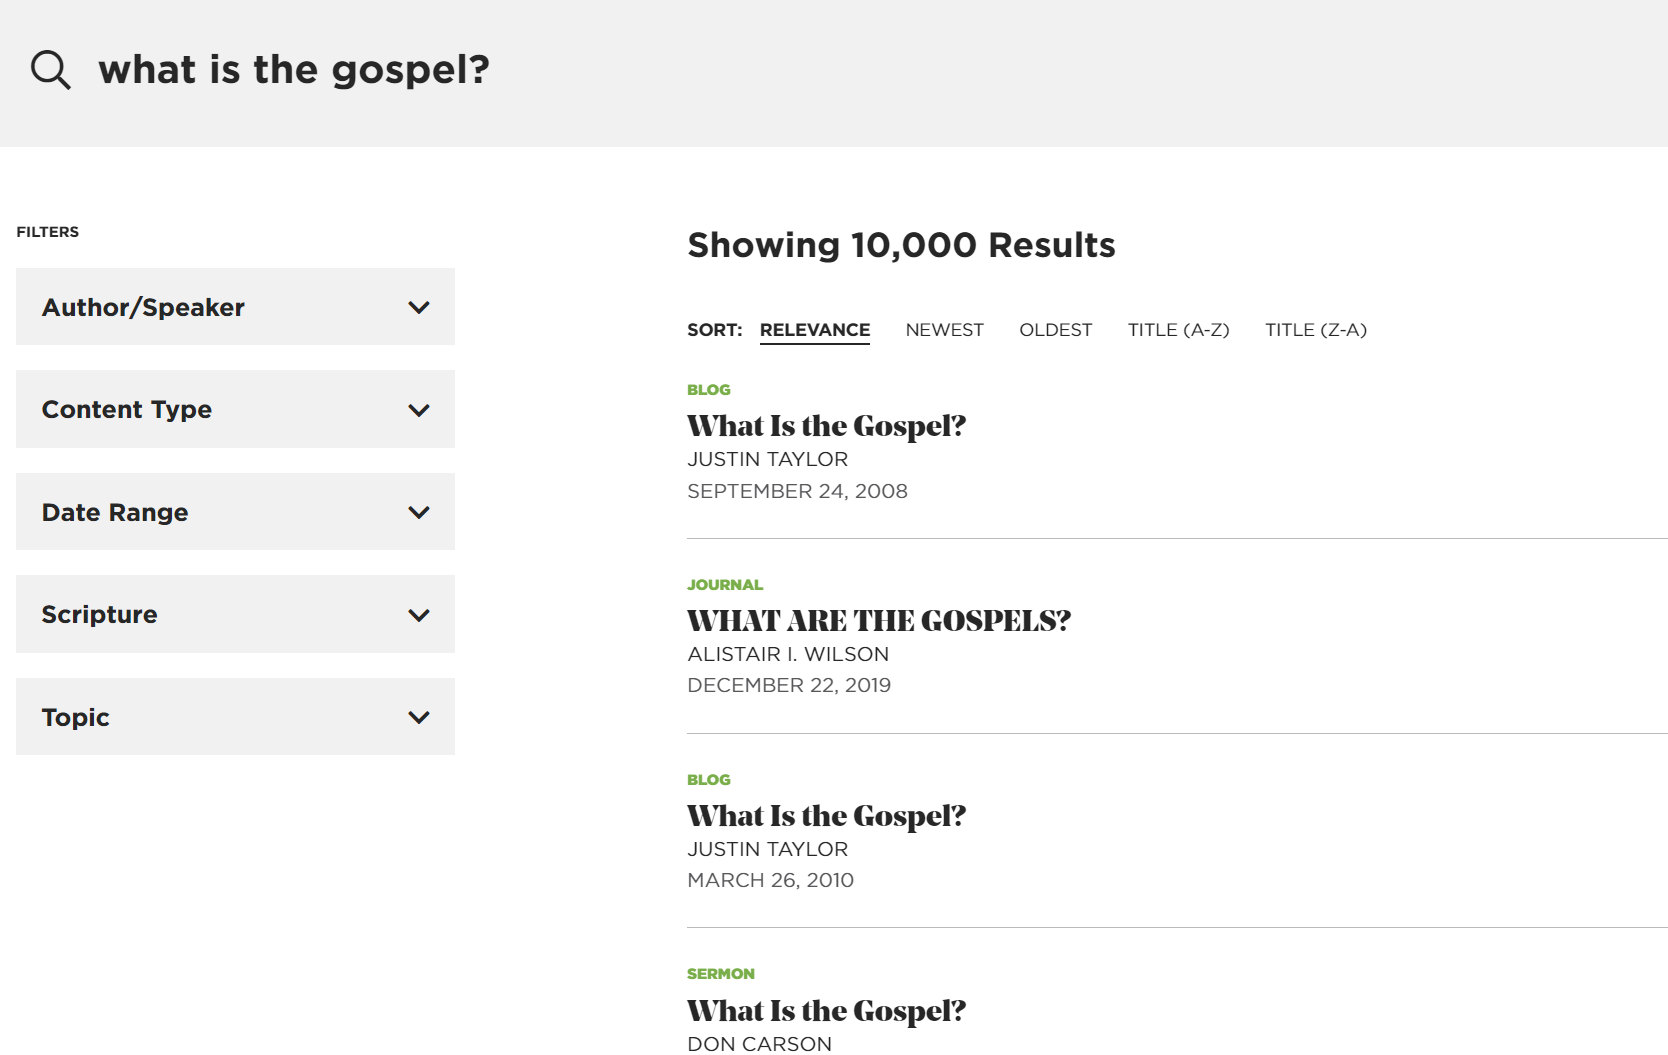 what is the gospel?
FILTERS
Author/Speaker
Content Type
Date Range
Scripture
Topic
Showing 10,000 Results
SORT: RELEVANCE NEWEST OLDEST TITLE (A-Z) TITLE (Z-A)
BLOG
What Is the Gospel?
JUSTIN TAYLOR
SEPTEMBER 24, 2008
JOURNAL
WHAT ARE THE GOSPELS?
ALISTAIR I. WILSON
DECEMBER 22, 2019
BLOG
What Is the Gospel?
JUSTIN TAYLOR
MARCH 26, 2010
SERMON
What Is the Gospel?
DON CARSON